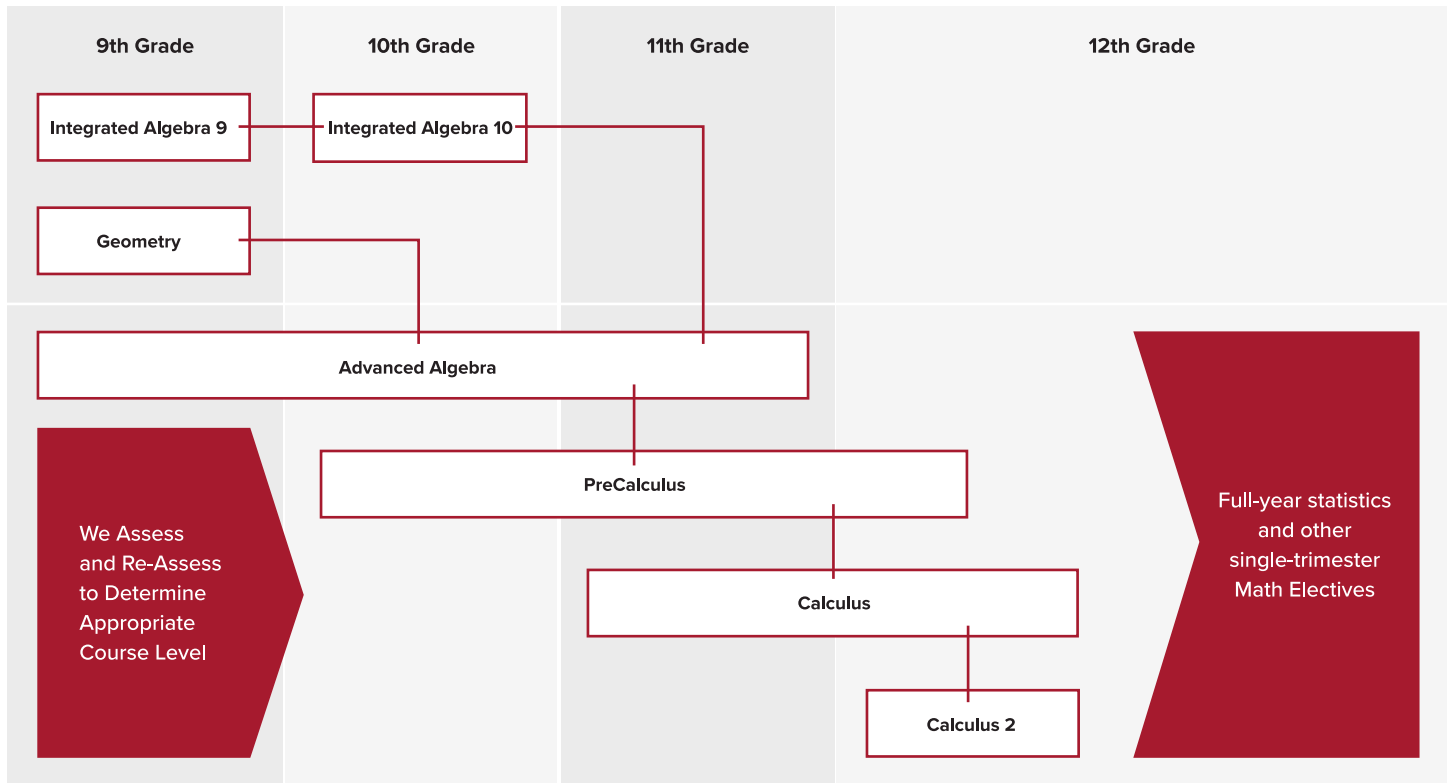 9th Grade
10th Grade
11th Grade
12th Grade
Integrated Algebra 9
Integrated Algebra 10
Geometry
Advanced Algebra
PreCalculus
Calculus
Calculus 2
We Assess
and Re-Assess
to Determine
Appropriate
Course Level
Full-year statistics
and other
single-trimester
Math Electives